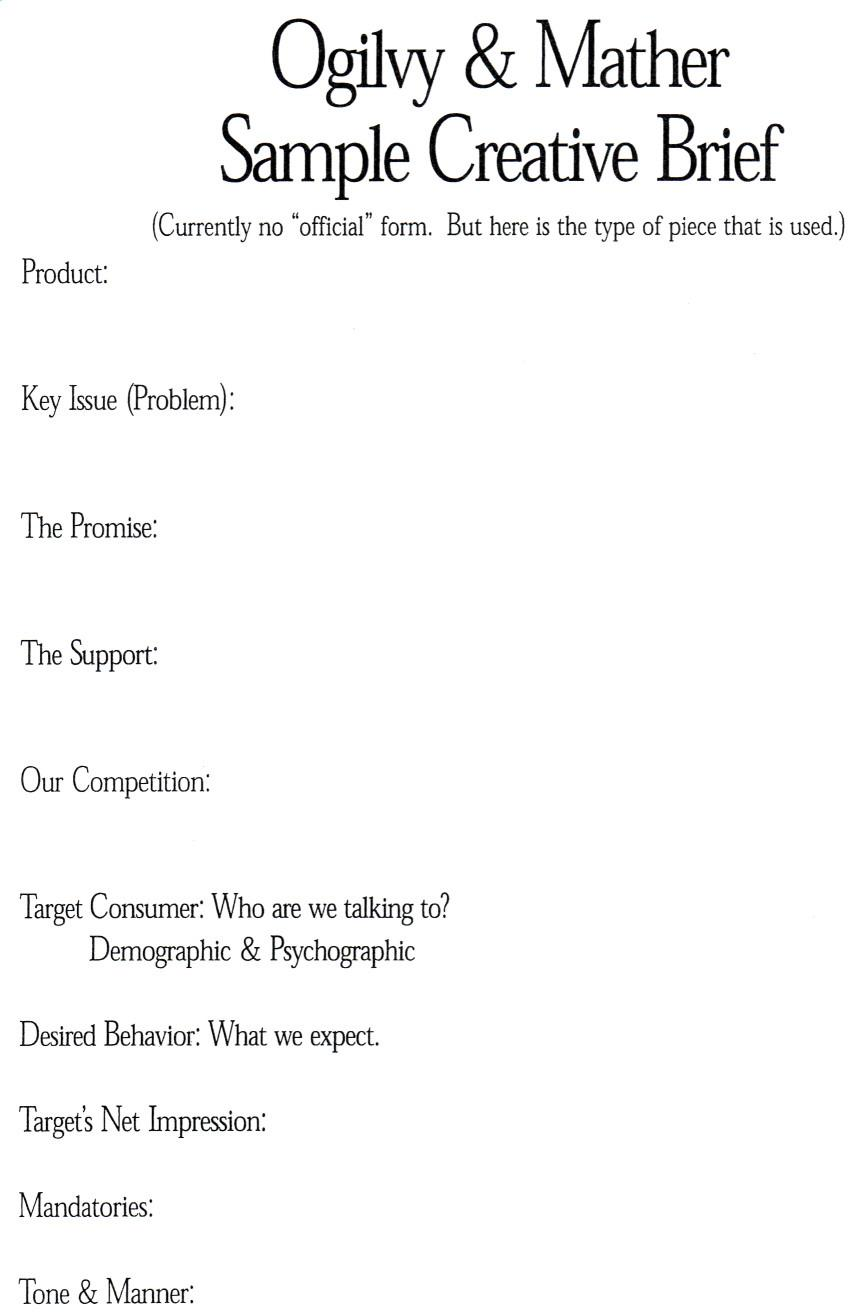 Ogilvy & Mather
Sample Creative Brief
(Currently no “official” form. But here is the type of piece that is used.)
Product:
Key Issue (Problem):
The Promise:
The Support:
Our Competition:
Target Consumer: Who are we talking to?
Demographic & Psychographic
Desired Behavior: What we expect.
Target's Net Impression:
Mandatories:
Tone & Manner: